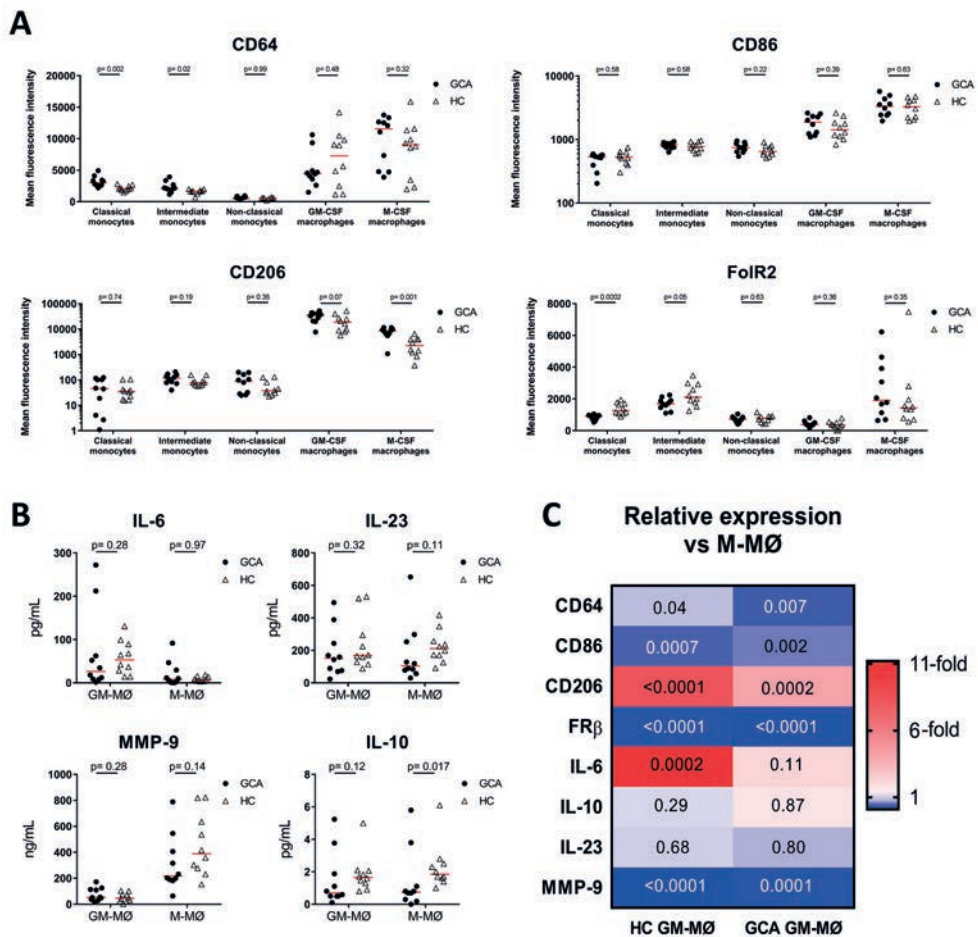 A
CD64
Mean fluorescence intensity
20000
15000
10000
5000
0
p= 0.002
p= 0.02
p= 0.99
p= 0.48
p= 0.32
GCA
HC
Classical monocytes
Intermediate monocytes
Non-classical monocytes
GM-CSF macrophages
M-CSF macrophages
CD86
Mean fluorescence intensity
10000
1000
100
p= 0.58
p= 0.58
p= 0.22
p= 0.39
p= 0.63
GCA
HC
Classical monocytes
Intermediate monocytes
Non-classical monocytes
GM-CSF macrophages
M-CSF macrophages
CD206
Mean fluorescence intensity
100000
10000
1000
100
10
1
p= 0.74
p= 0.19
p= 0.35
p= 0.07
p= 0.001
GCA
HC
Classical monocytes
Intermediate monocytes
Non-classical monocytes
GM-CSF macrophages
M-CSF macrophages
FolR2
Mean fluorescence intensity
8000
6000
4000
2000
0
p= 0.0002
p= 0.05
p= 0.63
p= 0.36
p= 0.35
GCA
HC
Classical monocytes
Intermediate monocytes
Non-classical monocytes
GM-CSF macrophages
M-CSF macrophages
B
IL-6
pg/mL
300
200
100
0
p= 0.28
p= 0.97
GCA
HC
GM-MØ
M-MØ
IL-23
pg/mL
800
600
400
200
0
p= 0.32
p= 0.11
GCA
HC
GM-MØ
M-MØ
MMP-9
ng/mL
1000
800
600
400
200
0
p= 0.28
p= 0.14
GCA
HC
GM-MØ
M-MØ
IL-10
pg/mL
8
6
4
2
0
p= 0.12
p= 0.017
GCA
HC
GM-MØ
M-MØ
C
Relative expression
vs M-MØ
CD64 0.04 0.007
CD86 0.0007 0.002
CD206 <0.0001 0.0002
FRβ <0.0001 <0.0001
IL-6 0.0002 0.11
IL-10 0.29 0.87
IL-23 0.68 0.80
MMP-9 <0.0001 0.0001
HC GM-MØ GCA GM-MØ
11-fold
6-fold
1